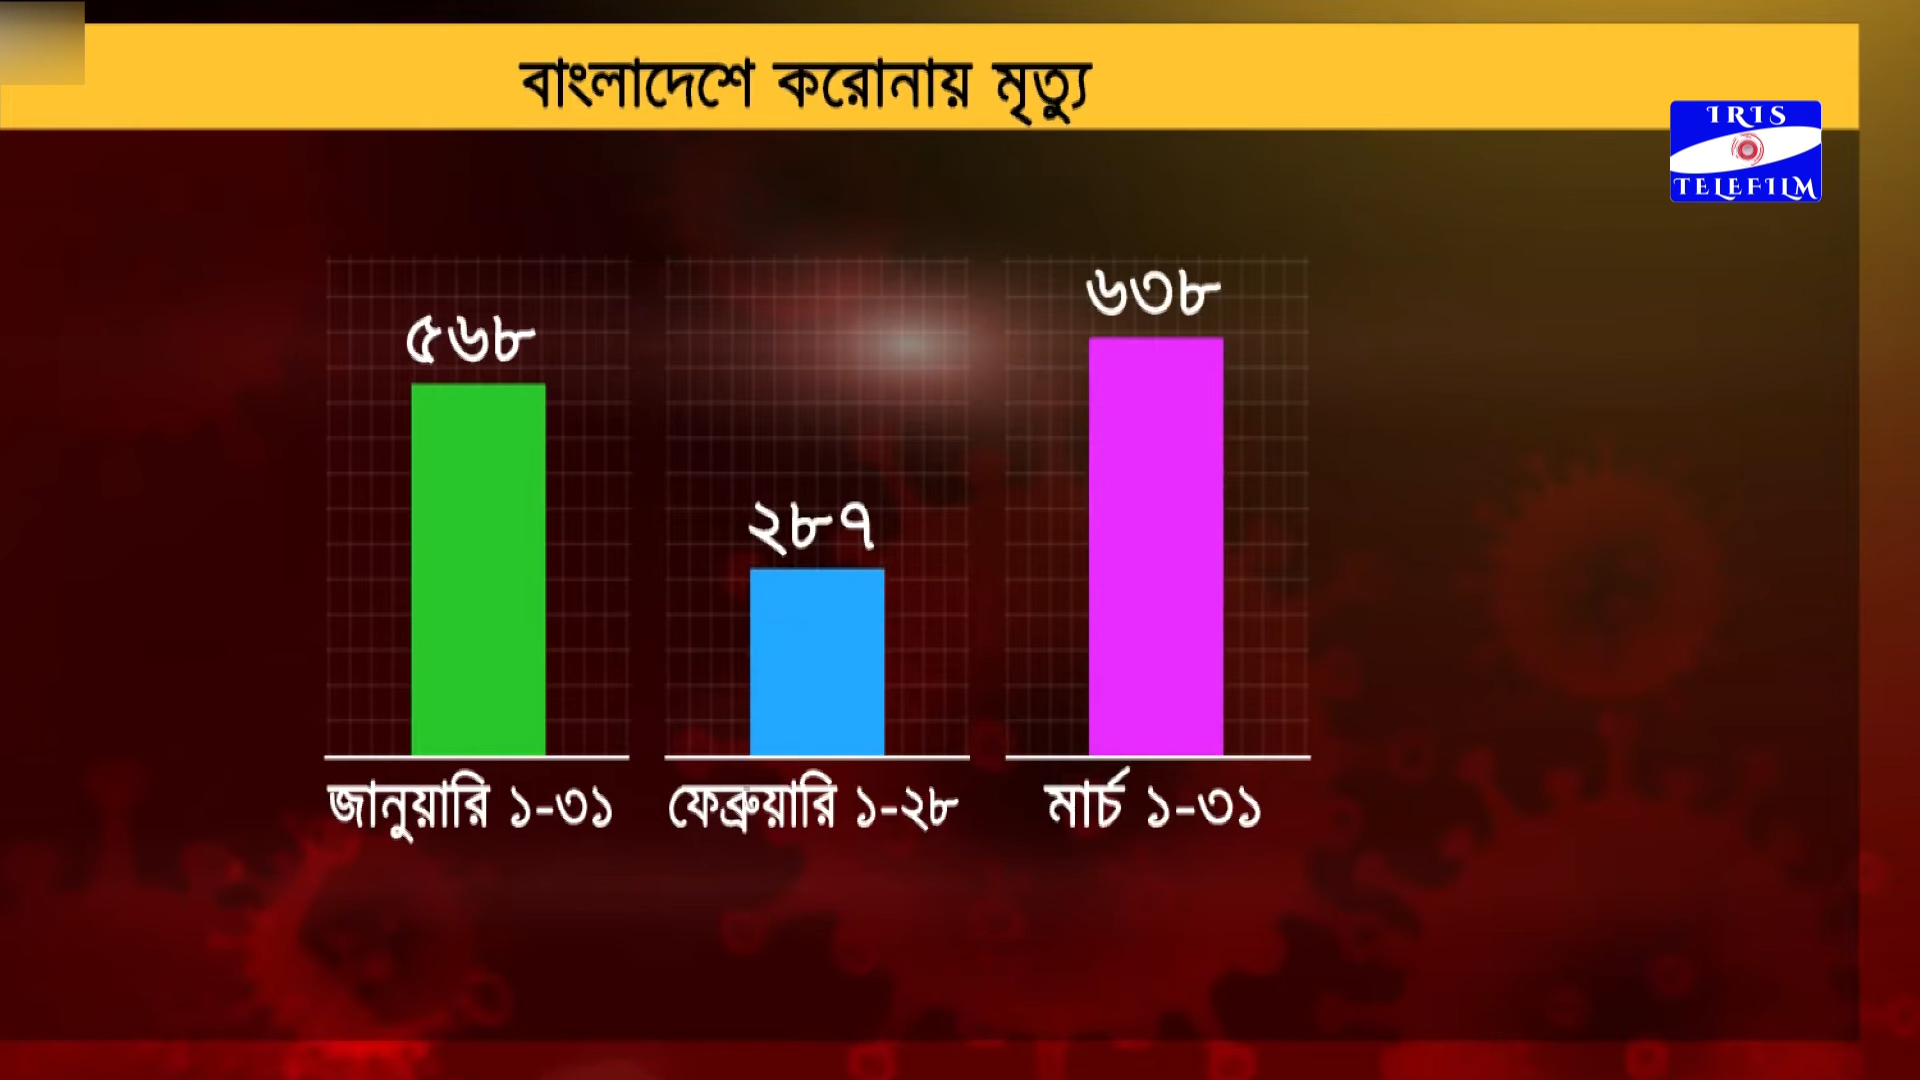 বাংলাদেশে করোনায় মৃত্যু
IRIS
TELEFILM
৫৬৮
২৮৭
৬৩৮
জানুয়ারি ১-৩১
ফেব্রুয়ারি ১-২৮
মার্চ ১-৩১